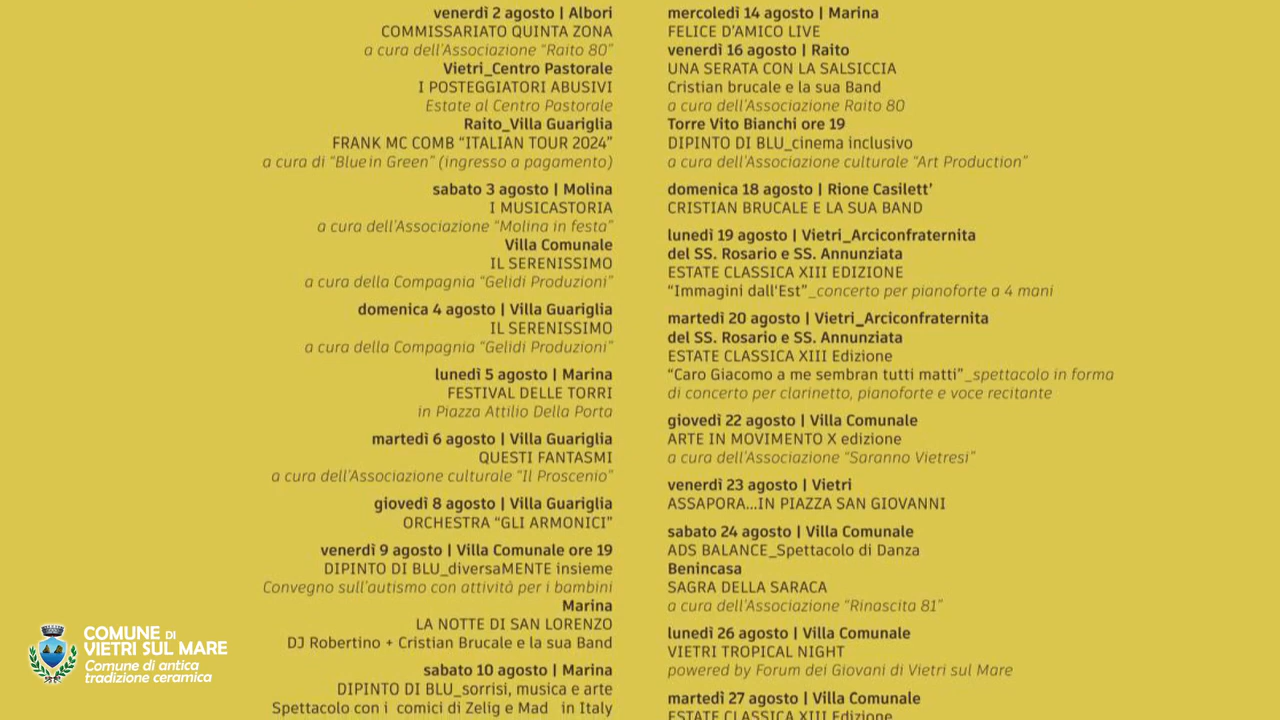 venerdì 2 agosto | Albori
COMMISSARIATO QUINTA ZONA
a cura dell'Associazione "Raito 80"
Vietri_Centro Pastorale
I POSTEGGIATORI ABUSIVI
Estate al Centro Pastorale
Raito_Villa Guariglia
FRANK MC COMB "ITALIAN TOUR 2024"
a cura di "Blue in Green" (ingresso a pagamento)
sabato 3 agosto | Molina
I MUSICASTORIA
a cura dell'Associazione "Molina in festa"
Villa Comunale
IL SERENISSIMO
a cura della Compagnia "Gelidi Produzioni"
domenica 4 agosto | Villa Guariglia
IL SERENISSIMO
a cura della Compagnia "Gelidi Produzioni"
lunedì 5 agosto | Marina
FESTIVAL DELLE TORRI
in Piazza Attilio Della Porta
martedì 6 agosto | Villa Guariglia
QUESTI FANTASMI
a cura dell'Associazione culturale "Il Proscenio"
giovedì 8 agosto | Villa Guariglia
ORCHESTRA "GLI ARMONICI"
venerdì 9 agosto | Villa Comunale ore 19
DIPINTO DI BLU_diversaMENTE insieme
Convegno sull'autismo con attività per i bambini
Marina
LA NOTTE DI SAN LORENZO
DJ Robertino + Cristian Brucale e la sua Band
sabato 10 agosto | Marina
DIPINTO DI BLU_sorrisi, musica e arte
Spettacolo con i comici di Zelig e Mad in Italy
mercoledì 14 agosto | Marina
FELICE D'AMICO LIVE
venerdì 16 agosto | Raito
UNA SERATA CON LA SALSICCIA
Cristian brucale e la sua Band
a cura dell'Associazione Raito 80
Torre Vito Bianchi ore 19
DIPINTO DI BLU_cinema inclusivo
a cura dell'Associazione culturale "Art Production"
domenica 18 agosto | Rione Casilett'
CRISTIAN BRUCALE E LA SUA BAND
lunedì 19 agosto | Vietri_Arciconfraternita
del SS. Rosario e SS. Annunziata
ESTATE CLASSICA XIII EDIZIONE
"Immagini dall'Est"_concerto per pianoforte a 4 mani
martedì 20 agosto | Vietri_Arciconfraternita
del SS. Rosario e SS. Annunziata
ESTATE CLASSICA XIII Edizione
"Caro Giacomo a me sembran tutti matti"_spettacolo in forma
di concerto per clarinetto, pianoforte e voce recitante
giovedì 22 agosto | Villa Comunale
ARTE IN MOVIMENTO X edizione
a cura dell'Associazione "Saranno Vietresi"
venerdì 23 agosto | Vietri
ASSAPORA...IN PIAZZA SAN GIOVANNI
sabato 24 agosto | Villa Comunale
ADS BALANCE_Spettacolo di Danza
Benincasa
SAGRA DELLA SARACA
a cura dell'Associazione "Rinascita 81"
lunedì 26 agosto | Villa Comunale
VIETRI TROPICAL NIGHT
powered by Forum dei Giovani di Vietri sul Mare
martedì 27 agosto | Villa Comunale
ESTATE CLASSICA XIII Edizione
COMUNE DI
VIETRI SUL MARE
Comune di antica
tradizione ceramica